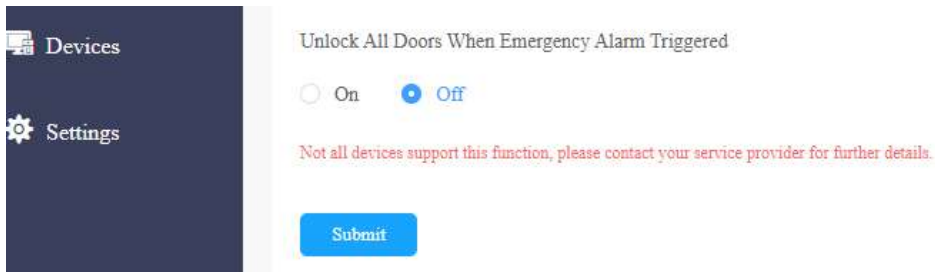 Devices
Settings
Unlock All Doors When Emergency Alarm Triggered
On Off
Not all devices support this function, please contact your service provider for further details.
Submit